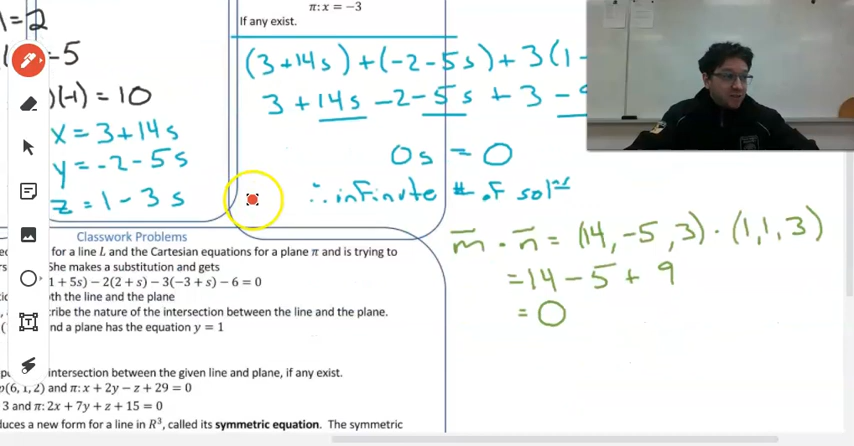 = 2
-5
)(-1) = 10
x = 3+14s
y = -2-5s
z = 1-3s
π: x = −3
If any exist.
(3+14s)+(-2-5s)+3(1-
3+14s-2-5s+3-9
0s = 0
∴ infinite # of solns
Classwork Problems
for a line L and the Cartesian equations for a plane π and is trying to
She makes a substitution and gets
1 + 5s) − 2(2 + s) − 3(−3 + s) − 6 = 0
th the line and the plane
ribe the nature of the intersection between the line and the plane.
nd a plane has the equation y = 1
intersection between the given line and plane, if any exist.
(6, 1, 2) and π: x + 2y − z + 29 = 0
3 and π: 2x + 7y + z + 15 = 0
duces a new form for a line in R³, called its symmetric equation. The symmetric
m · n = (14, -5, 3) · (1, 1, 3)
= 14 - 5 + 9
= 0